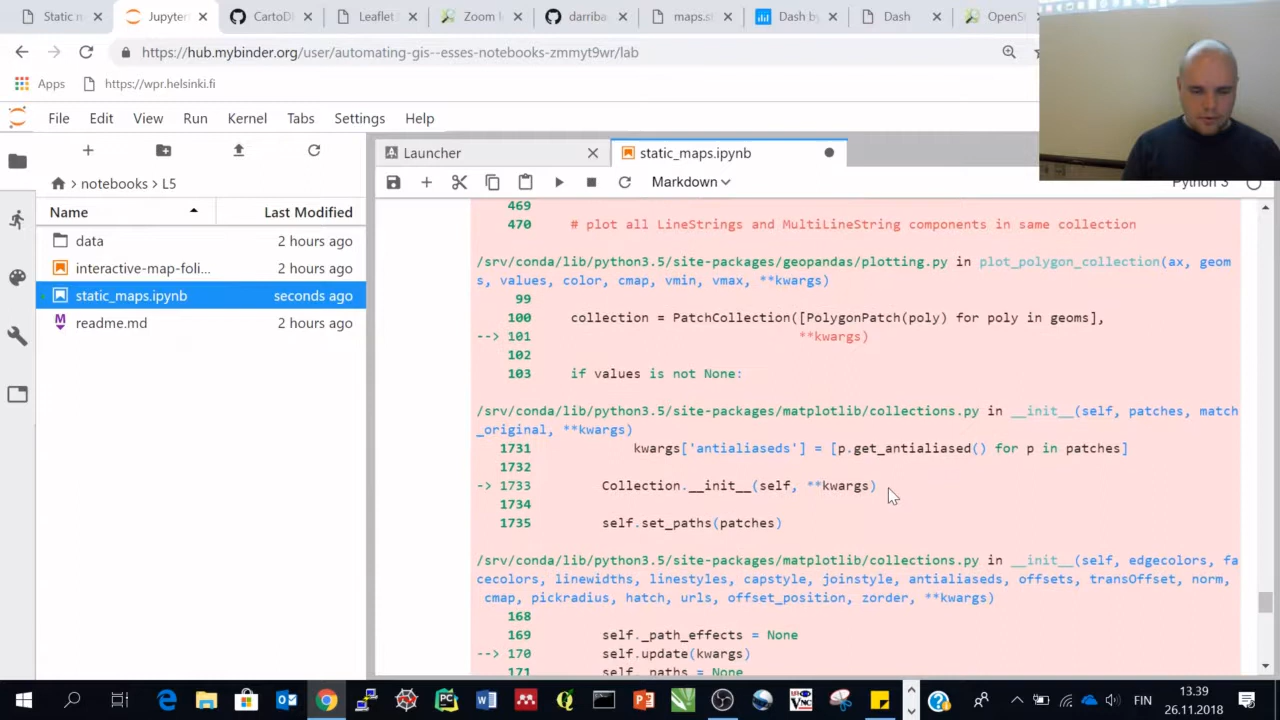 Static m
Jupyter
CartoD
Leaflet
Zoom l
darriba
maps.st
Dash by
Dash
OpenSt
https://hub.mybinder.org/user/automating-gis--esses-notebooks-zmmyt9wr/lab
Apps
https://wpr.helsinki.fi
File Edit View Run Kernel Tabs Settings Help
Launcher
static_maps.ipynb
notebooks > L5
Markdown
Python 3
Name
Last Modified
data
2 hours ago
interactive-map-foli...
2 hours ago
static_maps.ipynb
seconds ago
readme.md
2 hours ago
469
470     # plot all LineStrings and MultiLineString components in same collection
/srv/conda/lib/python3.5/site-packages/geopandas/plotting.py in plot_polygon_collection(ax, geom
s, values, color, cmap, vmin, vmax, **kwargs)
99
100     collection = PatchCollection([PolygonPatch(poly) for poly in geoms],
--> 101     **kwargs)
102
103     if values is not None:
/srv/conda/lib/python3.5/site-packages/matplotlib/collections.py in __init__(self, patches, match
_original, **kwargs)
1731     kwargs['antialiaseds'] = [p.get_antialiased() for p in patches]
1732
-> 1733     Collection.__init__(self, **kwargs)
1734
1735     self.set_paths(patches)
/srv/conda/lib/python3.5/site-packages/matplotlib/collections.py in __init__(self, edgecolors, fa
cecolors, linewidths, linestyles, capstyle, joinstyle, antialiaseds, offsets, transOffset, norm,
cmap, pickradius, hatch, urls, offset_position, zorder, **kwargs)
168
169     self._path_effects = None
--> 170     self.update(kwargs)
171     self._paths = None
FIN
13.39
26.11.2018